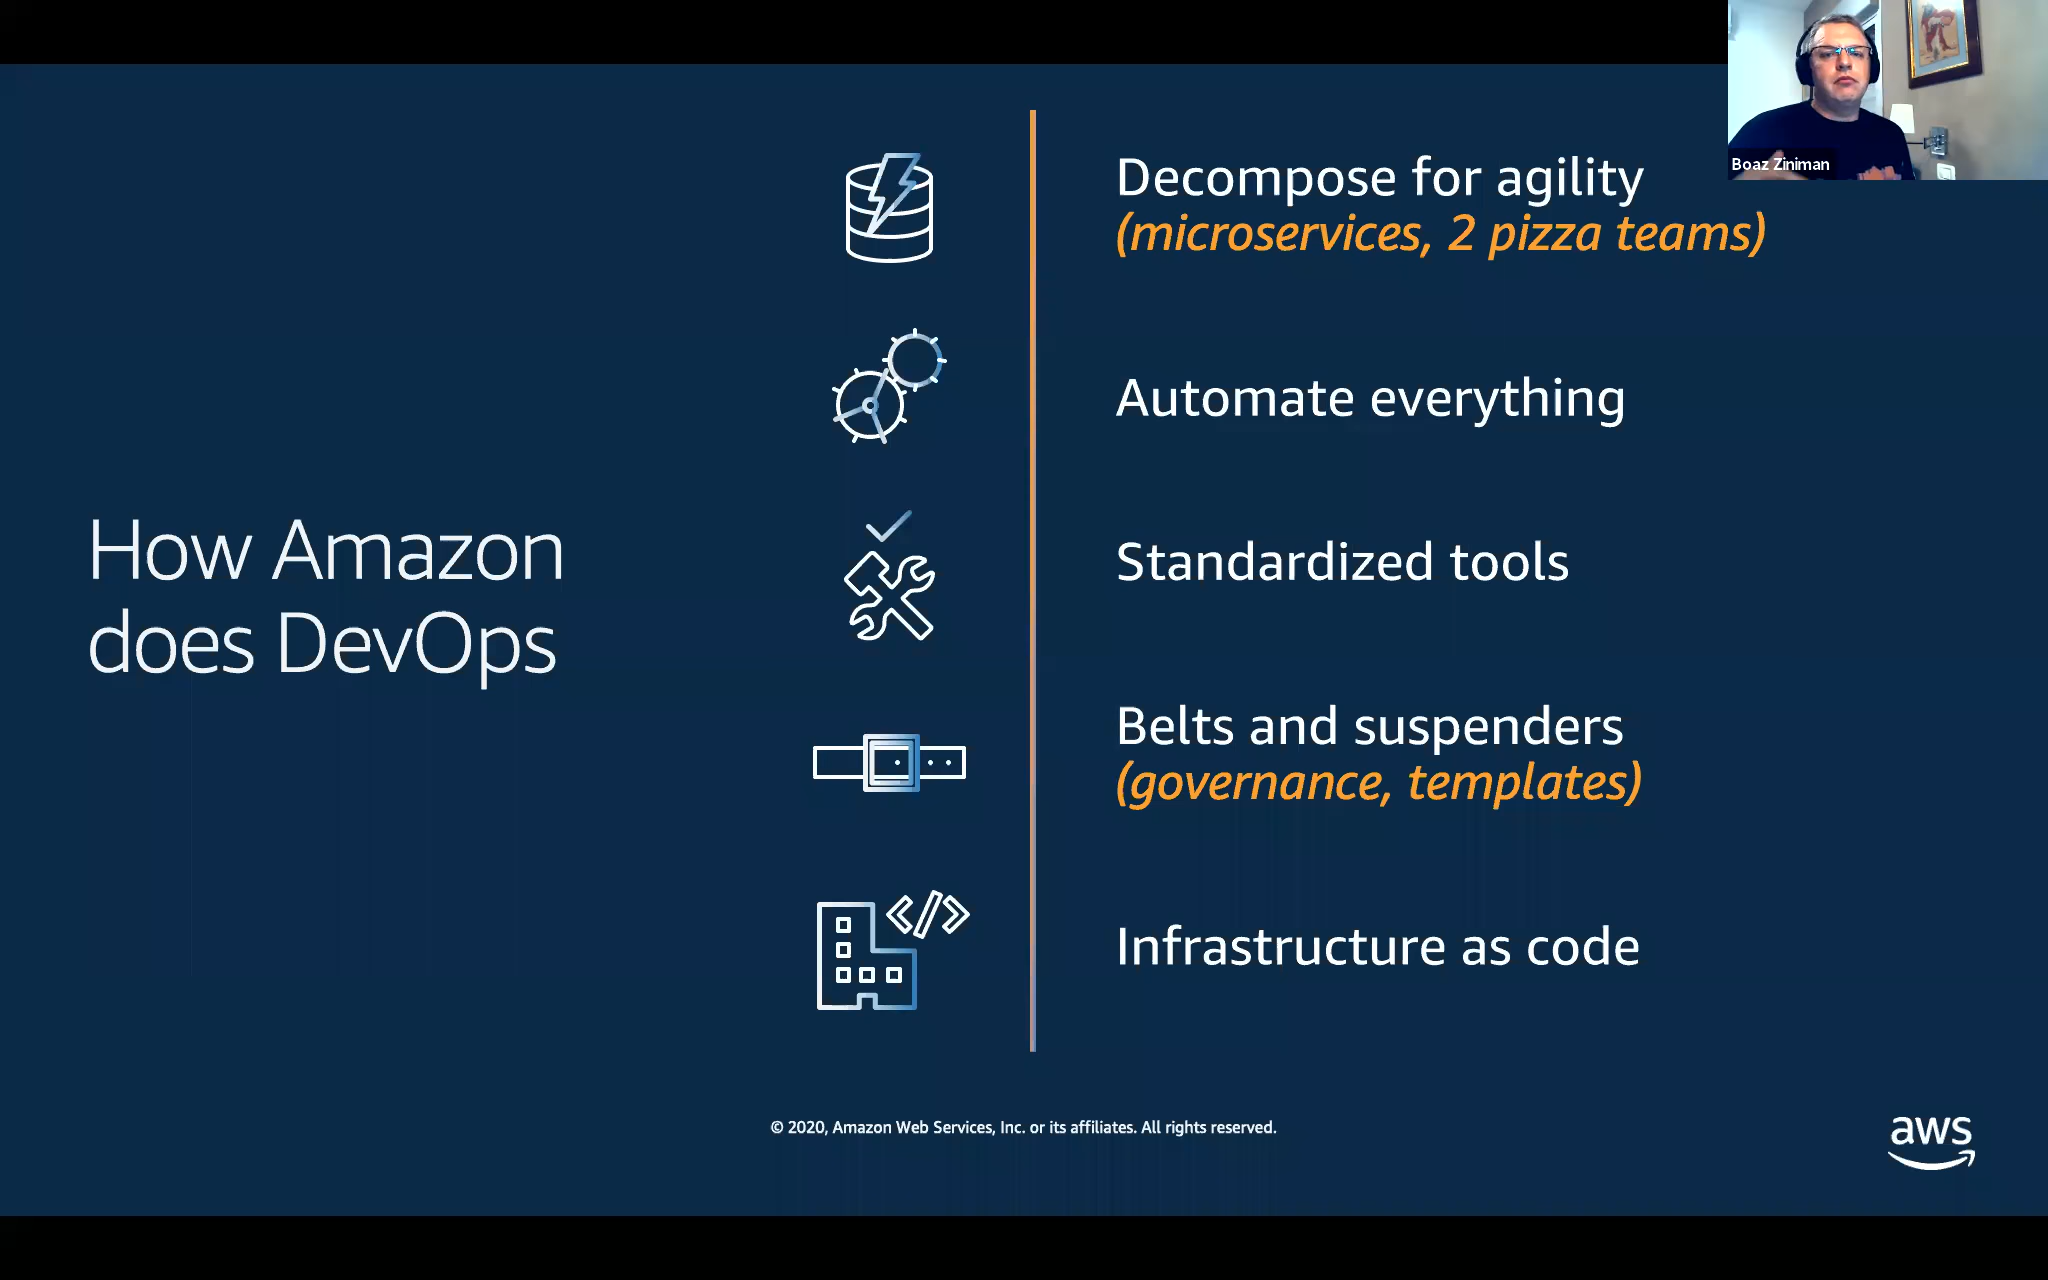 Boaz Ziniman
How Amazon
does DevOps
Decompose for agility
(microservices, 2 pizza teams)
Automate everything
Standardized tools
Belts and suspenders
(governance, templates)
</>
Infrastructure as code
© 2020, Amazon Web Services, Inc. or its affiliates. All rights reserved.
aws